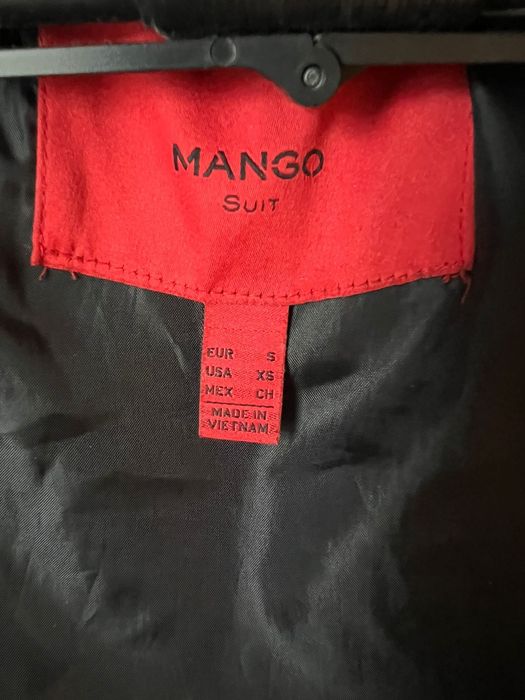 MANGO
SUIT
EUR S
USA XS
MEX CH
MADE IN
VIETNAM